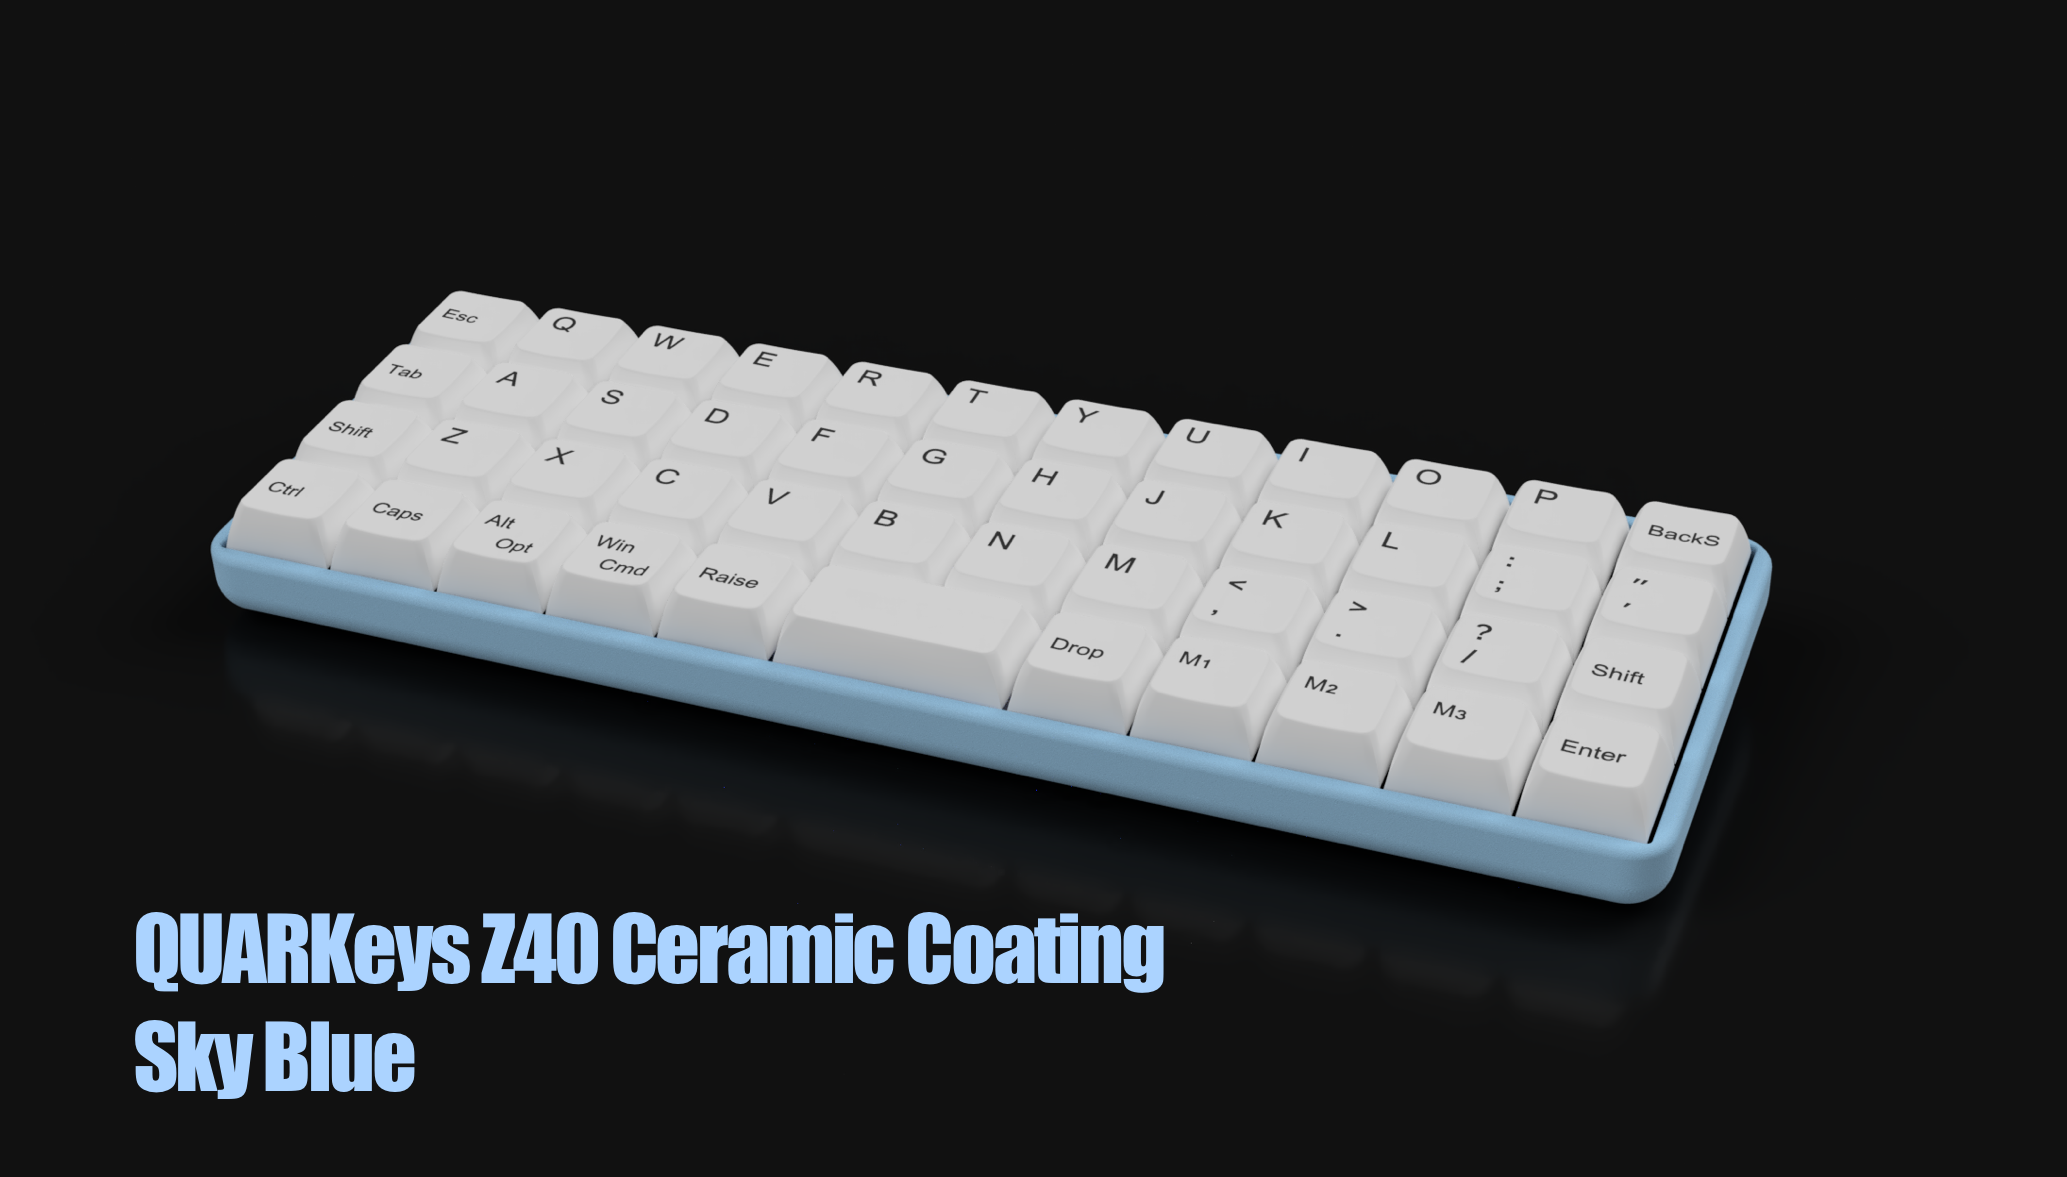 Esc Q W E R T Y U I O P BackS
Tab A S D F G H J K L : ; " '
Shift Z X C V B N M < , > . ? / Shift
Ctrl Caps Alt Opt Win Cmd Raise Drop M1 M2 M3 Enter
QUARKeys Z40 Ceramic Coating
Sky Blue